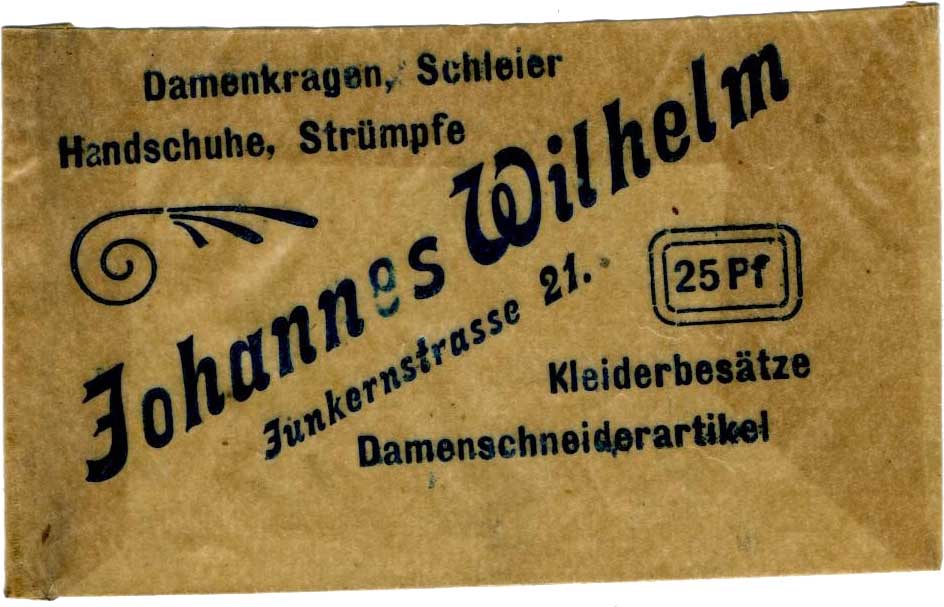 Damenkragen, Schleier
Handschuhe, Strümpfe
Johannes Wilhelm
Junkernstrasse 21.
25 Pf
Kleiderbesätze
Damenschneiderartikel